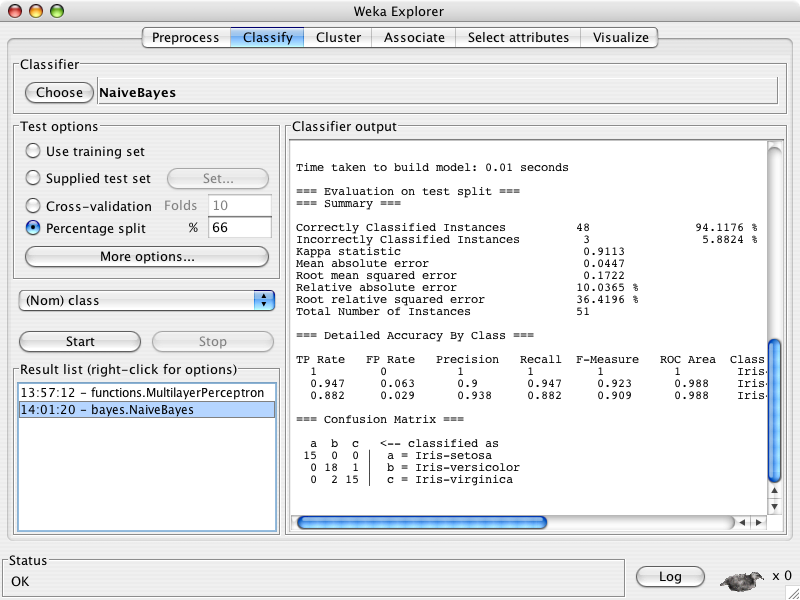 Weka Explorer
Preprocess Classify Cluster Associate Select attributes Visualize
Classifier
Choose NaiveBayes
Test options
Use training set
Supplied test set Set...
Cross-validation Folds 10
Percentage split % 66
More options...
(Nom) class
Start Stop
Result list (right-click for options)
13:57:12 - functions.MultilayerPerceptron
14:01:20 - bayes.NaiveBayes
Classifier output
Time taken to build model: 0.01 seconds
=== Evaluation on test split ===
=== Summary ===
Correctly Classified Instances 48 94.1176 %
Incorrectly Classified Instances 3 5.8824 %
Kappa statistic 0.9113
Mean absolute error 0.0447
Root mean squared error 0.1722
Relative absolute error 10.0365 %
Root relative squared error 36.4196 %
Total Number of Instances 51
=== Detailed Accuracy By Class ===
TP Rate FP Rate Precision Recall F-Measure ROC Area Class
1 0 1 1 1 1 Iris-
0.947 0.063 0.9 0.947 0.923 0.988 Iris-
0.882 0.029 0.938 0.882 0.909 0.988 Iris-
=== Confusion Matrix ===
a b c <-- classified as
15 0 0 | a = Iris-setosa
0 18 1 | b = Iris-versicolor
0 2 15 | c = Iris-virginica
Status
OK
Log x 0